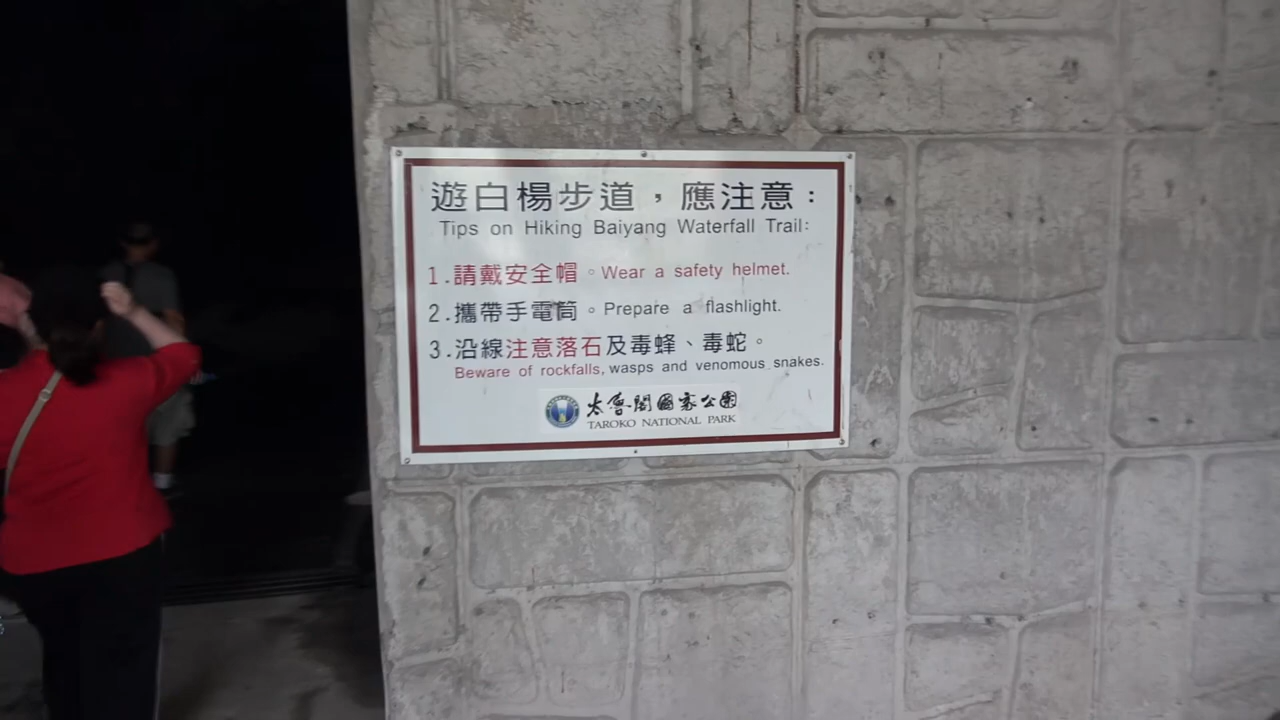 遊白楊步道，應注意：
Tips on Hiking Baiyang Waterfall Trail:
1.請戴安全帽。Wear a safety helmet.
2.攜帶手電筒。Prepare a flashlight.
3.沿線注意落石及毒蜂、毒蛇。
Beware of rockfalls, wasps and venomous snakes.
太魯閣國家公園
TAROKO NATIONAL PARK